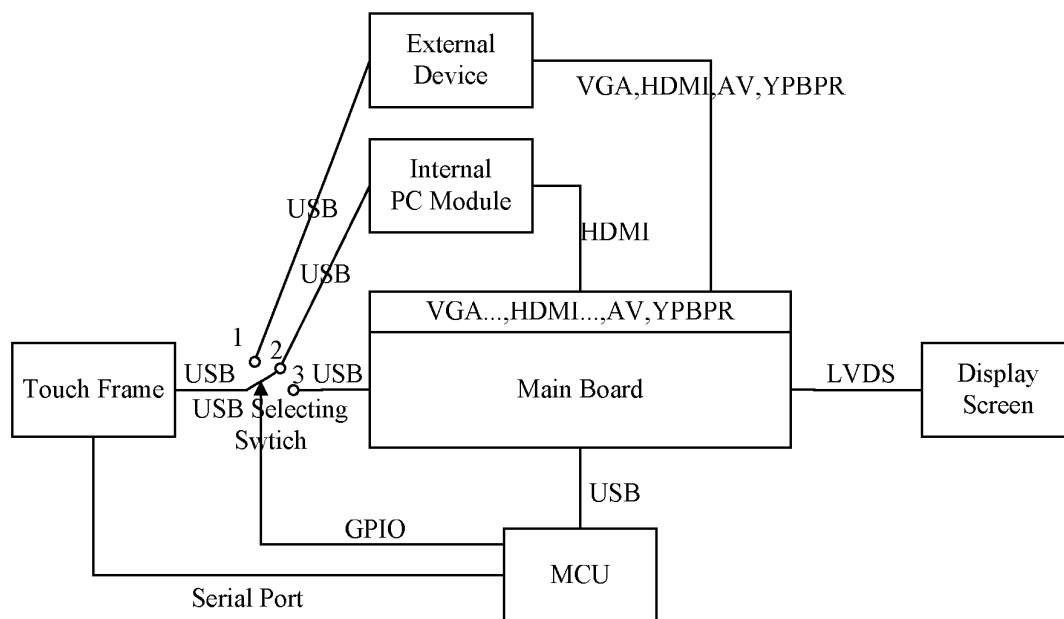 External
Device
VGA,HDMI,AV,YPBPR
Internal
PC Module
USB
USB
HDMI
VGA...,HDMI...,AV,YPBPR
1
2
3
Touch Frame
USB
USB
Main Board
LVDS
Display
Screen
USB Selecting
Swtich
USB
GPIO
MCU
Serial Port